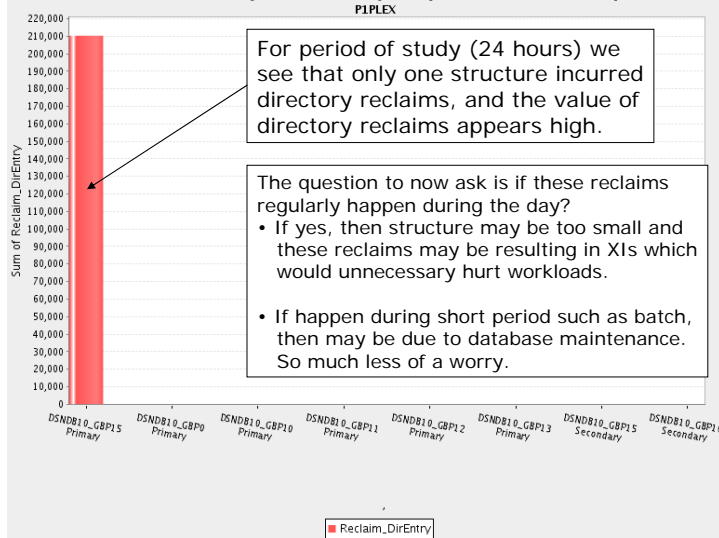 P1PLEX
220,000
210,000
200,000
190,000
180,000
170,000
160,000
150,000
140,000
130,000
120,000
110,000
100,000
90,000
80,000
70,000
60,000
50,000
40,000
30,000
20,000
10,000
0
Sum of Reclaim_DirEntry
For period of study (24 hours) we
see that only one structure incurred
directory reclaims, and the value of
directory reclaims appears high.
The question to now ask is if these reclaims
regularly happen during the day?
• If yes, then structure may be too small and
these reclaims may be resulting in XIs which
would unnecessary hurt workloads.
• If happen during short period such as batch,
then may be due to database maintenance.
So much less of a worry.
DSNDB10_GBP15
Primary
DSNDB10_GBP0
Primary
DSNDB10_GBP10
Primary
DSNDB10_GBP11
Primary
DSNDB10_GBP12
Primary
DSNDB10_GBP13
Primary
DSNDB10_GBP15
Secondary
Secondary
,
Reclaim_DirEntry